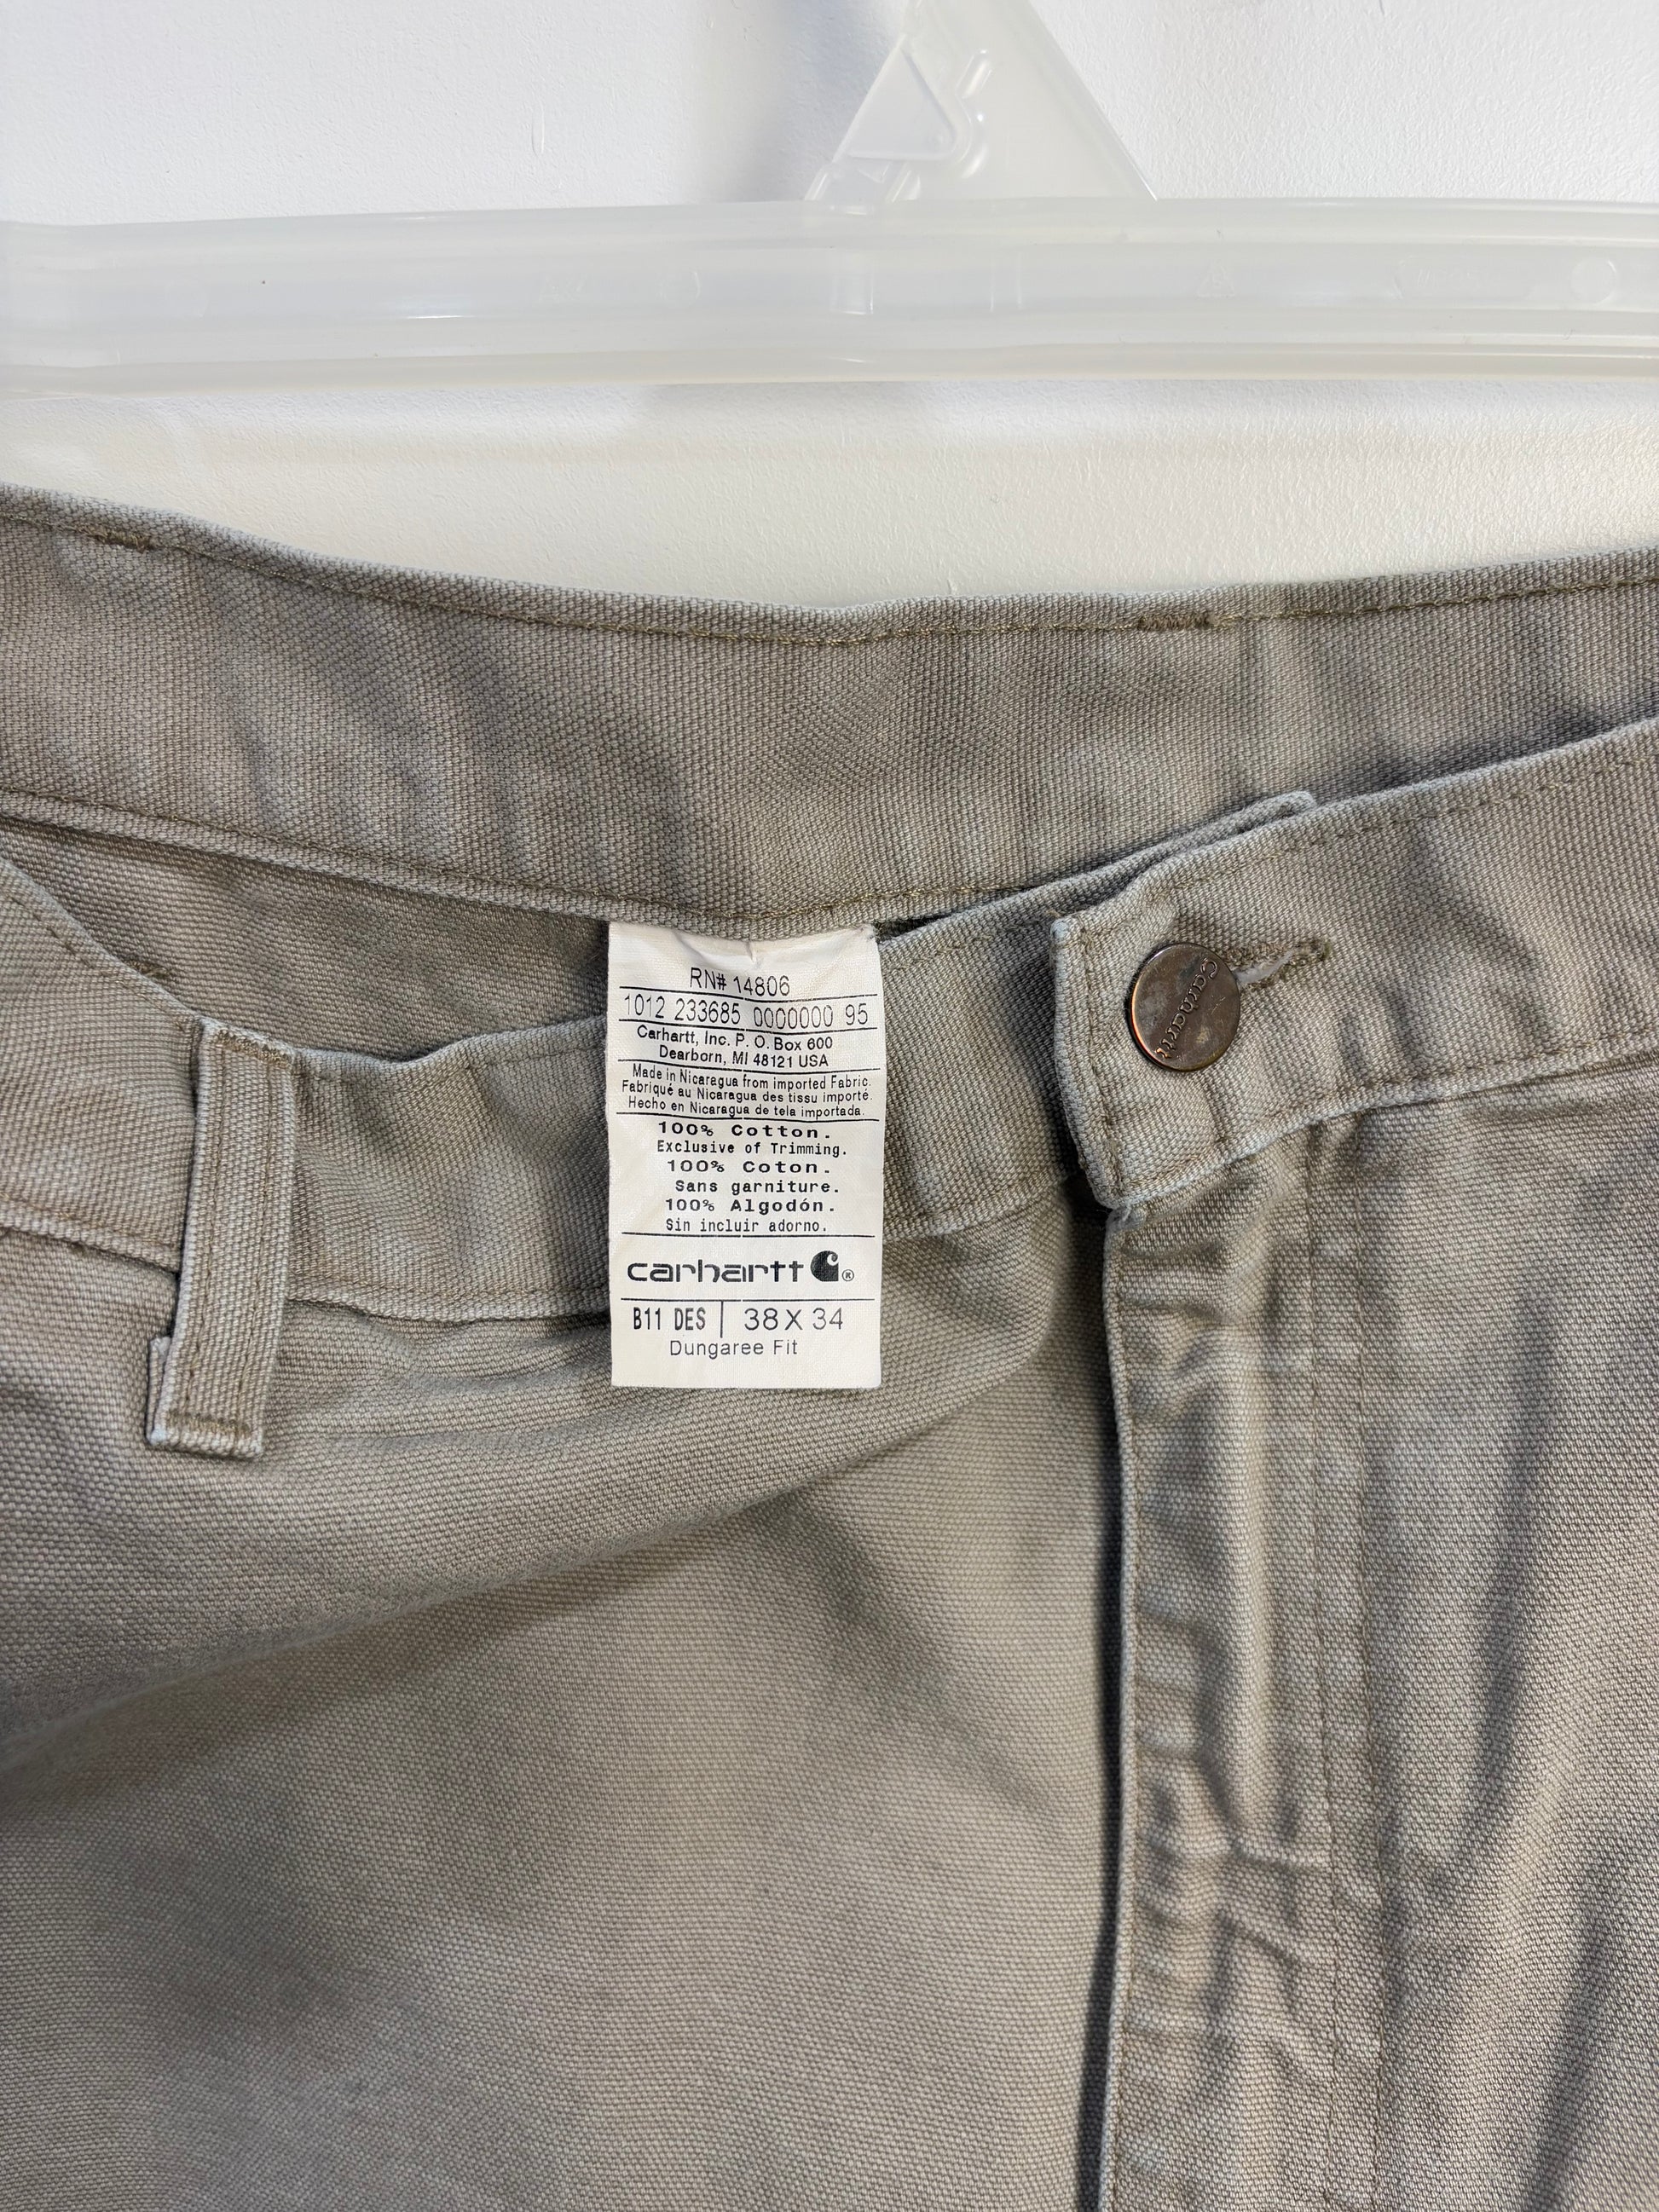 RN# 14806
1012 233685 0000000 95
Carhartt, Inc. P. O. Box 600
Dearborn, MI 48121 USA
Made in Nicaragua from imported Fabric.
Fabriqué au Nicaragua des tissu importé.
Hecho en Nicaragua de tela importada.
100% Cotton.
Exclusive of Trimming.
100% Coton.
Sans garniture.
100% Algodón.
Sin incluir adorno.
carhartt ®
B11 DES | 38 X 34
Dungaree Fit
Carhartt